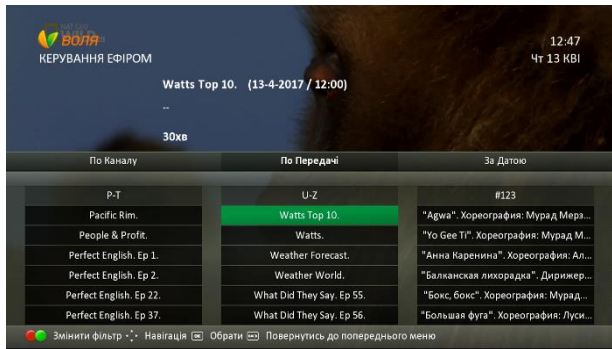 NAT GEO
WILD
ВОЛЯ
12:47
КЕРУВАННЯ ЕФІРОМ
Чт 13 КВІ
Watts Top 10. (13-4-2017 / 12:00)
--
30хв
По Каналу
По Передачі
За Датою
P-T
U-Z
#123
Pacific Rim.
Watts Top 10.
"Agwa". Хореография: Мурад Мерз...
People & Profit.
Watts.
"Yo Gee Ti". Хореография: Мурад М...
Perfect English. Ep 1.
Weather Forecast.
"Анна Каренина". Хореография: Ал...
Perfect English. Ep 2.
Weather World.
"Балканская лихорадка". Дирижер...
Perfect English. Ep 22.
What Did They Say. Ep 55.
"Бокс, бокс". Хореография: Мурад...
Perfect English. Ep 37.
What Did They Say. Ep 56.
"Большая фуга". Хореография: Луси...
Змінити фільтр Навігація OK Обрати Повернутись до попереднього меню